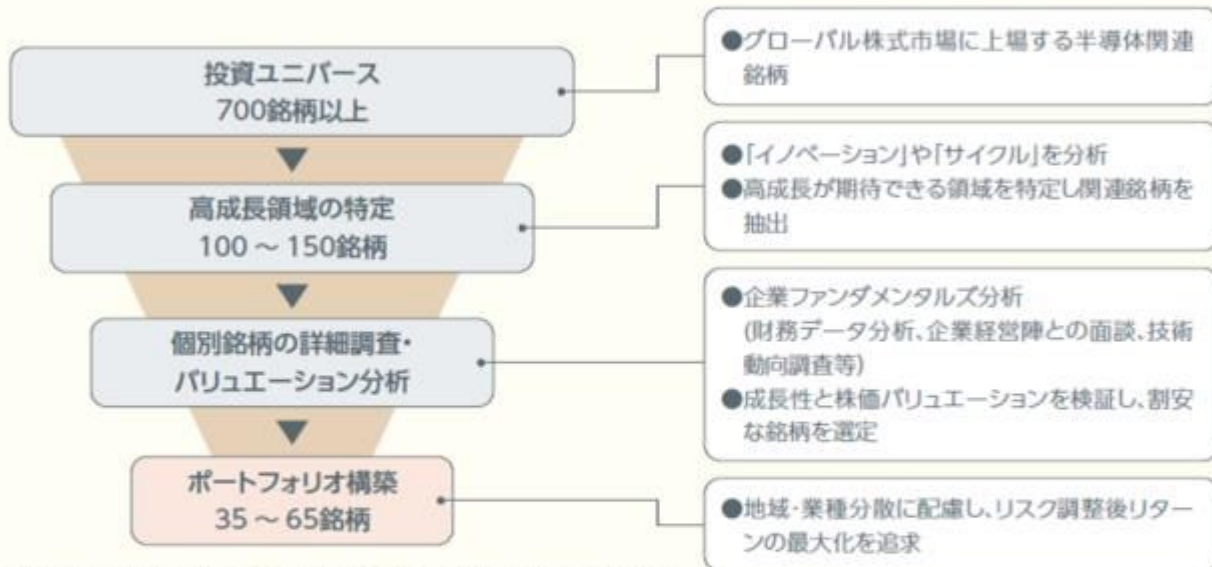 投資ユニバース
700銘柄以上
●グローバル株式市場に上場する半導体関連
銘柄
高成長領域の特定
100 ～ 150銘柄
●「イノベーション」や「サイクル」を分析
●高成長が期待できる領域を特定し関連銘柄を
抽出
個別銘柄の詳細調査・
バリュエーション分析
●企業ファンダメンタルズ分析
(財務データ分析、企業経営陣との面談、技術
動向調査等)
●成長性と株価バリュエーションを検証し、割安
な銘柄を選定
ポートフォリオ構築
35 ～ 65銘柄
●地域・業種分散に配慮し、リスク調整後リター
ンの最大化を追求